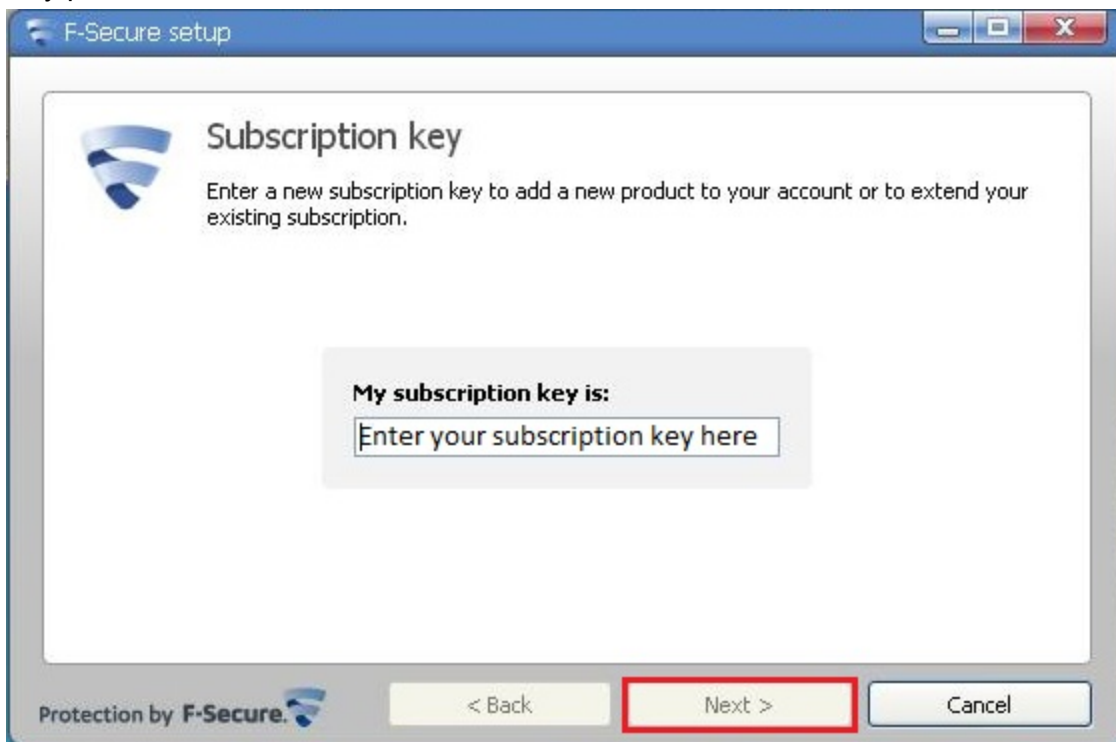 F-Secure setup
Subscription key
Enter a new subscription key to add a new product to your account or to extend your
existing subscription.
My subscription key is:
Enter your subscription key here
Protection by F-Secure.
< Back
Next >
Cancel